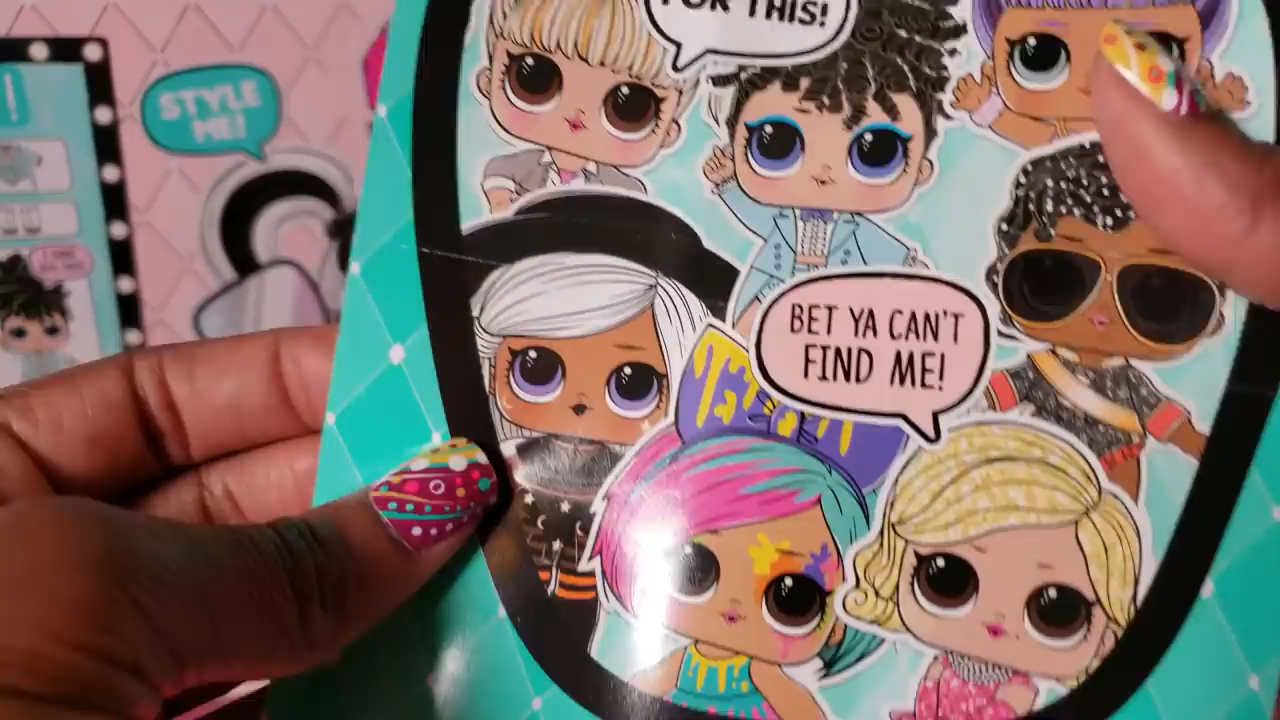 FOR THIS!
STYLE
ME!
!
BET YA CAN'T
FIND ME!